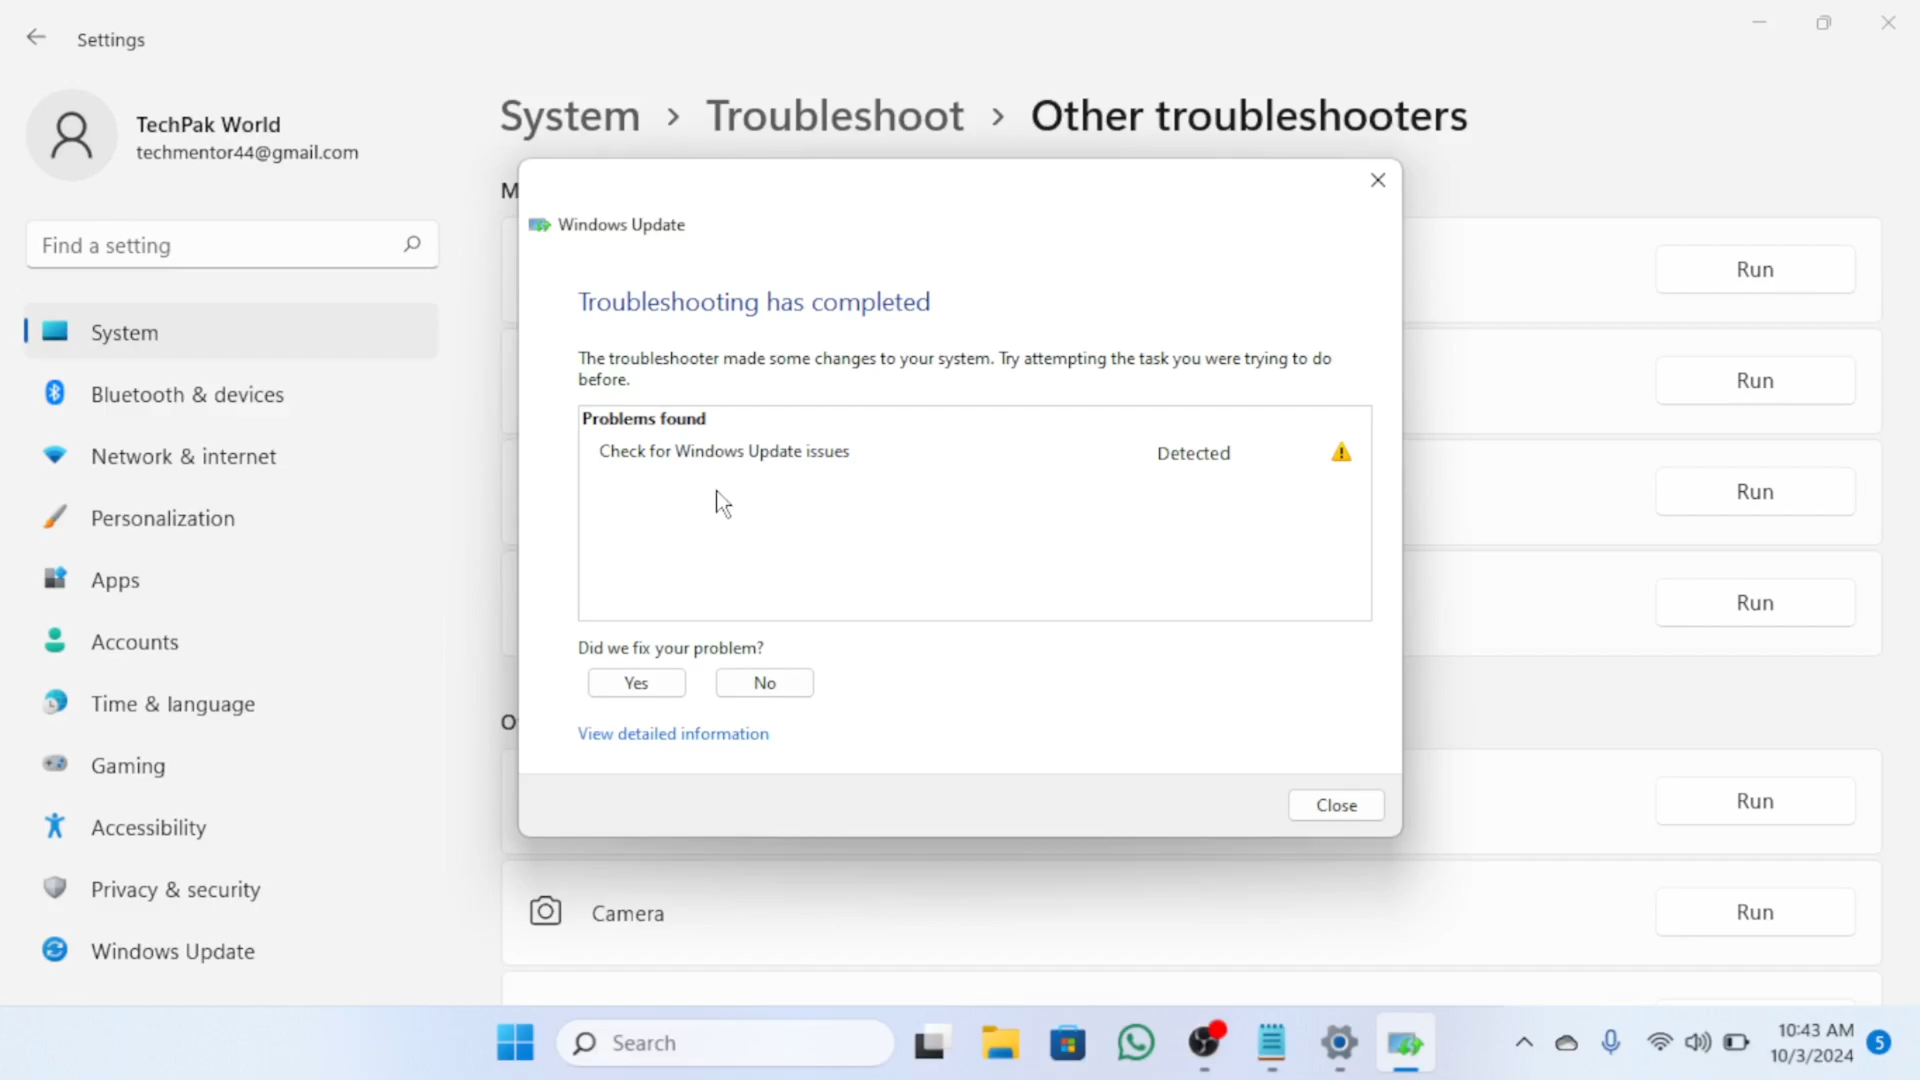 Settings
TechPak World
techmentor44@gmail.com
Find a setting
System
Bluetooth & devices
Network & internet
Personalization
Apps
Accounts
Time & language
Gaming
Accessibility
Privacy & security
Windows Update
System > Troubleshoot > Other troubleshooters
M
Run
Run
Run
Run
O
Run
Camera
Run
Windows Update
Troubleshooting has completed
The troubleshooter made some changes to your system. Try attempting the task you were trying to do
before.
Problems found
Check for Windows Update issues Detected
Did we fix your problem?
Yes No
View detailed information
Close
Search
10:43 AM
10/3/2024
5